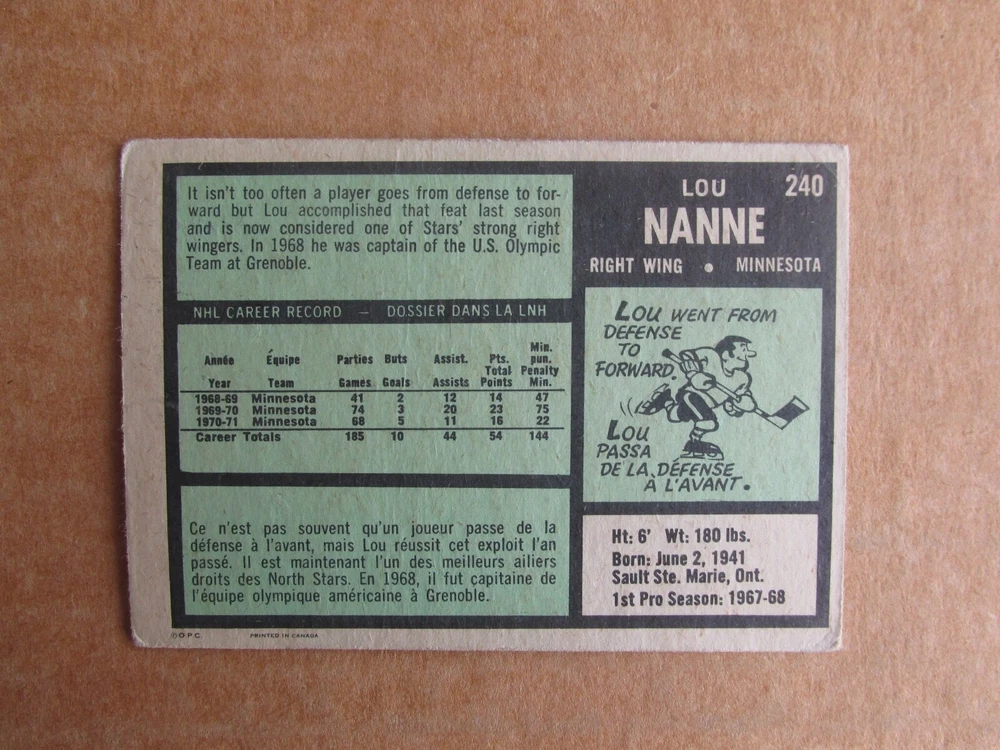 It isn't too often a player goes from defense to for-
ward but Lou accomplished that feat last season
and is now considered one of Stars' strong right
wingers. In 1968 he was captain of the U.S. Olympic
Team at Grenoble.
NHL CAREER RECORD — DOSSIER DANS LA LNH
Année Équipe Parties Buts Assist. Pts. Total Min. pun. Penalty
Year Team Games Goals Assists Points Min.
1968-69 Minnesota 41 2 12 14 47
1969-70 Minnesota 74 3 20 23 75
1970-71 Minnesota 68 5 11 16 22
Career Totals 185 10 44 54 144
Ce n'est pas souvent qu'un joueur passe de la
défense à l'avant, mais Lou réussit cet exploit l'an
passé. Il est maintenant l'un des meilleurs ailiers
droits des North Stars. En 1968, il fut capitaine de
l'équipe olympique américaine à Grenoble.
LOU 240
NANNE
RIGHT WING • MINNESOTA
LOU WENT FROM
DEFENSE
TO
FORWARD.
LOU
PASSA
DE LA DÉFENSE
À L'AVANT.
Ht: 6' Wt: 180 lbs.
Born: June 2, 1941
Sault Ste. Marie, Ont.
1st Pro Season: 1967-68
© O.P.C. PRINTED IN CANADA